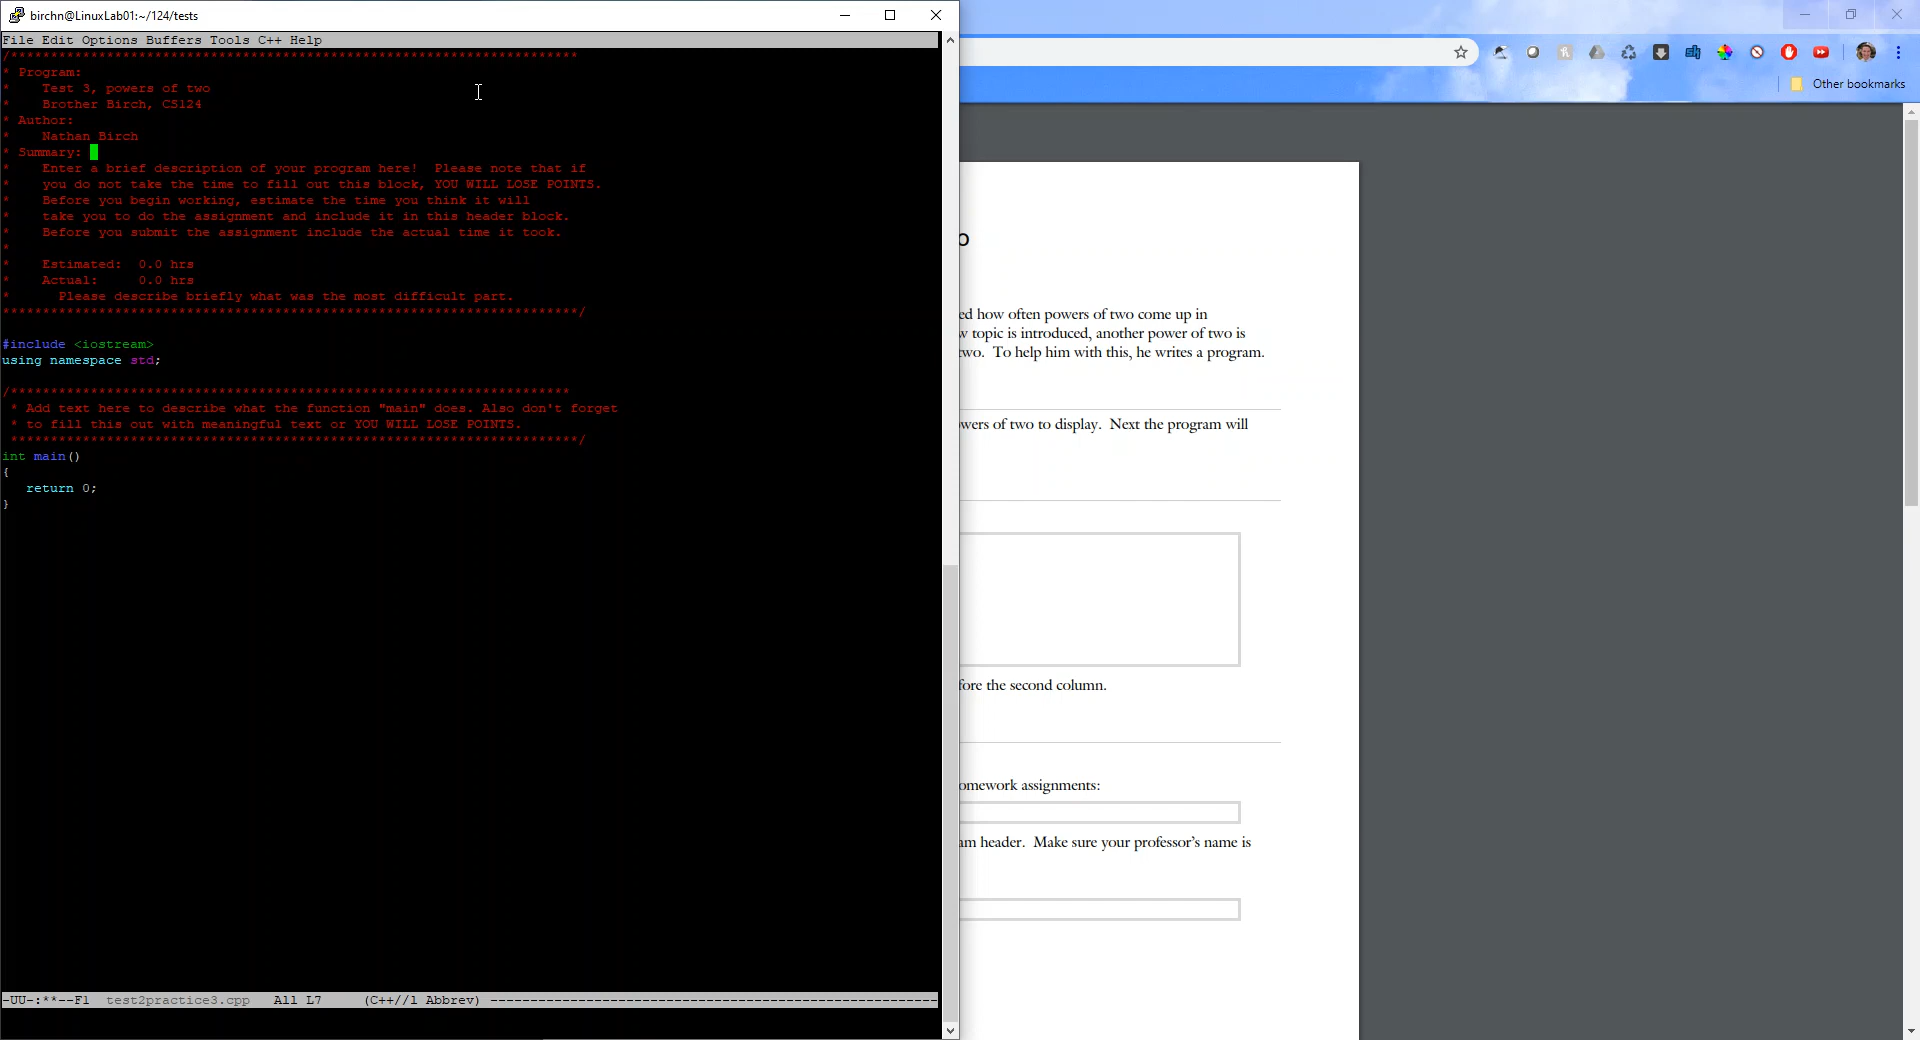 birchn@LinuxLab01:~/124/tests
File Edit Options Buffers Tools C++ Help
/***********************************************************************
* Program:
*    Test 3, powers of two
*    Brother Birch, CS124
* Author:
*    Nathan Birch
* Summary:
*    Enter a brief description of your program here!  Please note that if
*    you do not take the time to fill out this block, YOU WILL LOSE POINTS.
*    Before you begin working, estimate the time you think it will
*    take you to do the assignment and include it in this header block.
*    Before you submit the assignment include the actual time it took.
*
*    Estimated:  0.0 hrs
*    Actual:     0.0 hrs
*      Please describe briefly what was the most difficult part.
************************************************************************/
#include <iostream>
using namespace std;
/**********************************************************************
 * Add text here to describe what the function "main" does. Also don't forget
 * to fill this out with meaningful text or YOU WILL LOSE POINTS.
 ***********************************************************************/
int main()
{
   return 0;
}
-UU-:**--F1  test2practice3.cpp   All L7     (C++//l Abbrev) --------------------------------------------------------
Other bookmarks
o
ed how often powers of two come up in
w topic is introduced, another power of two is
two.  To help him with this, he writes a program.
wers of two to display.  Next the program will
fore the second column.
omework assignments:
am header.  Make sure your professor's name is